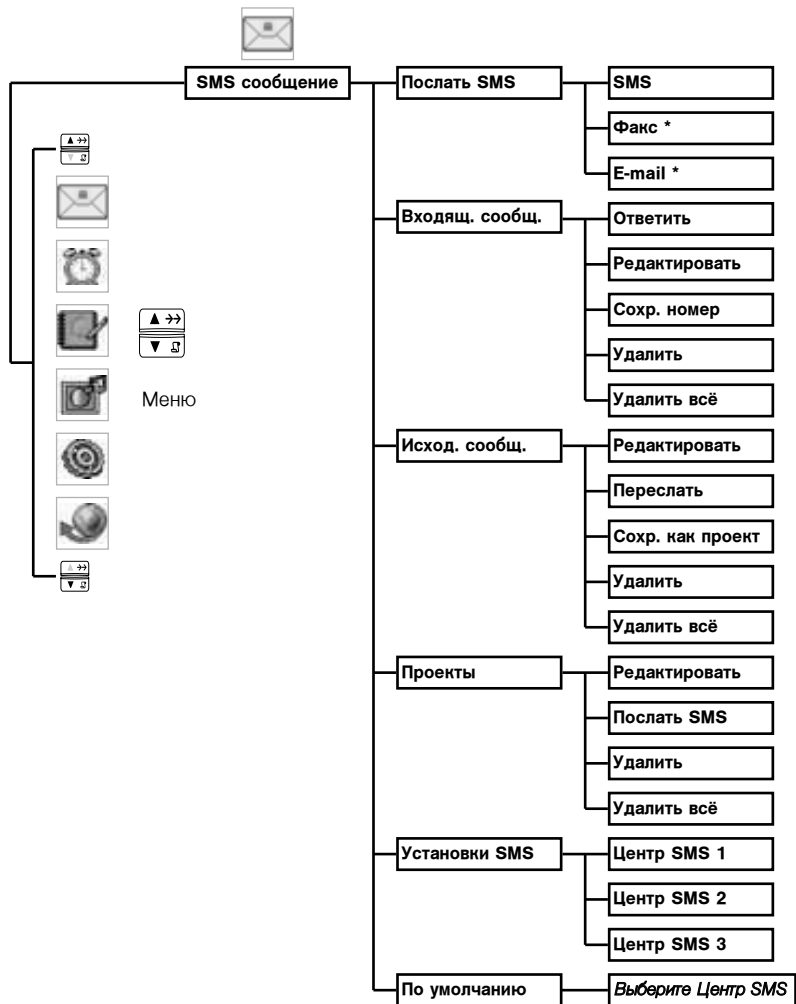 SMS сообщение
Послать SMS
SMS
Факс *
E-mail *
Входящ. сообщ.
Ответить
Редактировать
Сохр. номер
Удалить
Удалить всё
Меню
Исход. сообщ.
Редактировать
Переслать
Сохр. как проект
Удалить
Удалить всё
Проекты
Редактировать
Послать SMS
Удалить
Удалить всё
Установки SMS
Центр SMS 1
Центр SMS 2
Центр SMS 3
По умолчанию
Выберите Центр SMS